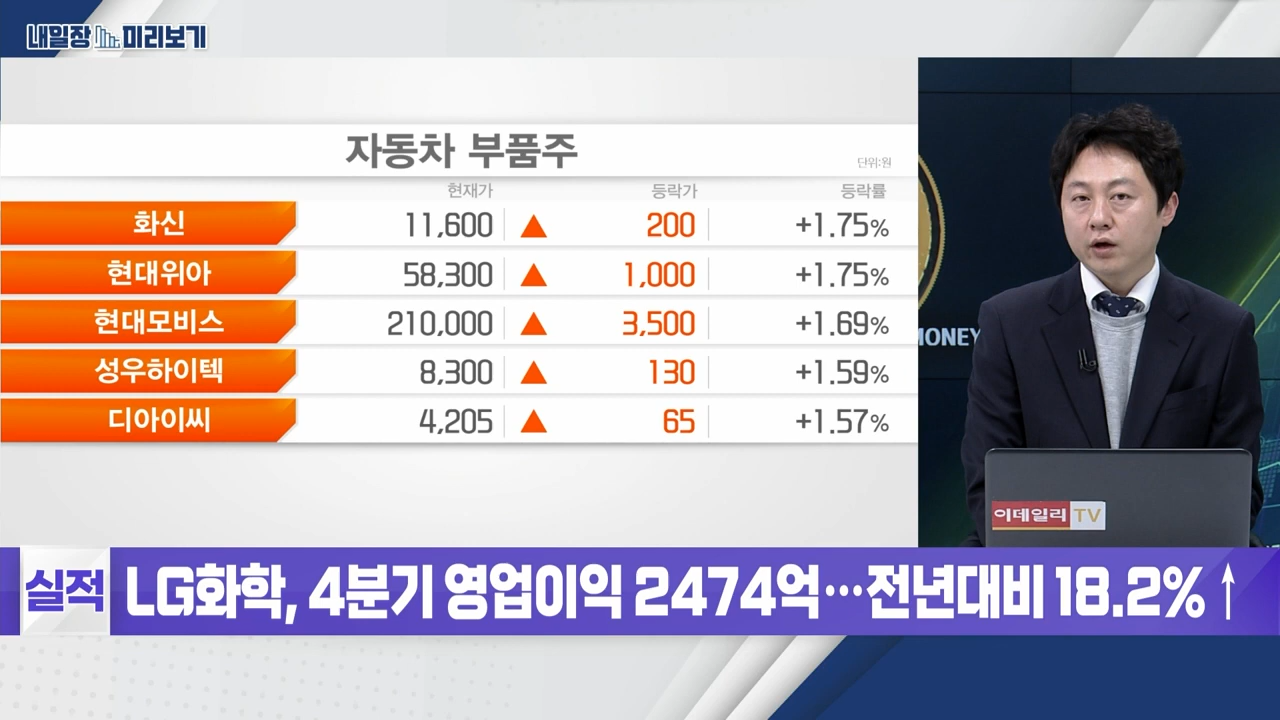 내일장 미리보기
자동차 부품주
단위:원
현재가 등락가 등락률
화신 11,600 ▲ 200 +1.75%
현대위아 58,300 ▲ 1,000 +1.75%
현대모비스 210,000 ▲ 3,500 +1.69%
성우하이텍 8,300 ▲ 130 +1.59%
디아이씨 4,205 ▲ 65 +1.57%
MONEY
이데일리 TV
실적 LG화학, 4분기 영업이익 2474억…전년대비 18.2%↑